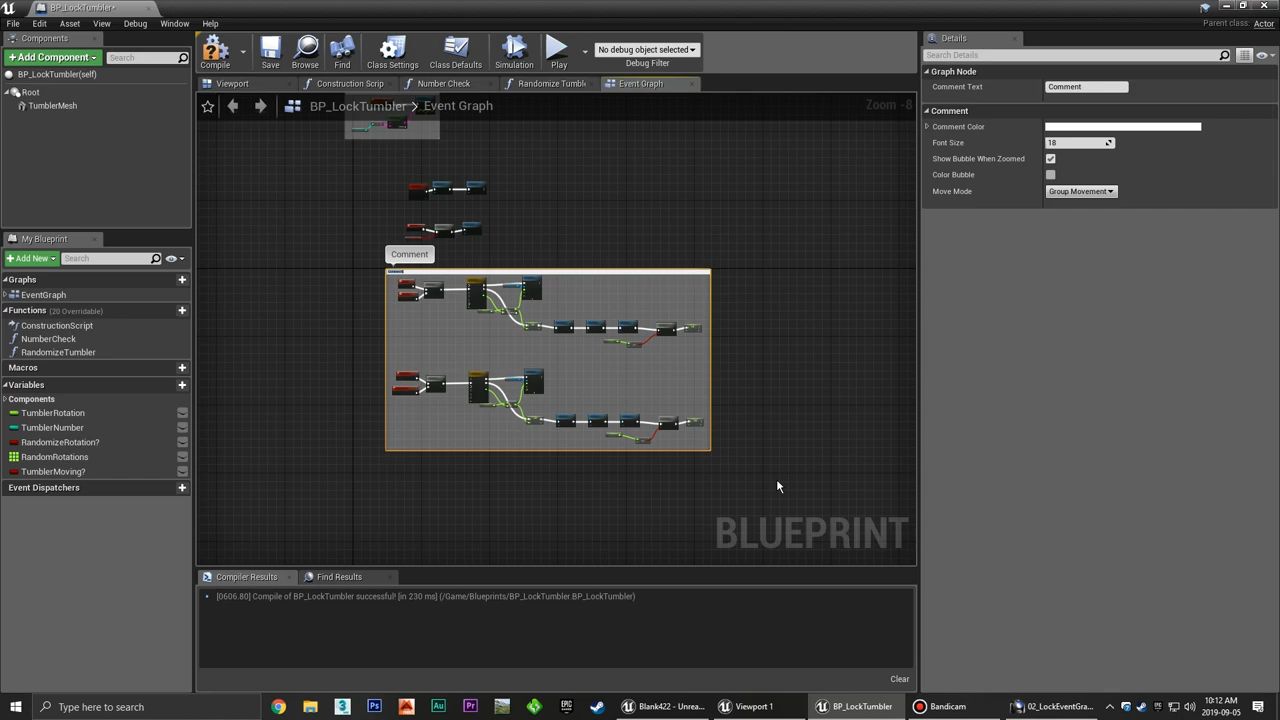 BP_LockTumbler*
File Edit Asset View Debug Window Help
Parent class: Actor
Components
+ Add Component
Search
BP_LockTumbler(self)
Root
TumblerMesh
Compile
Save
Browse
Find
Class Settings
Class Defaults
Simulation
Play
No debug object selected
Debug Filter
Viewport
Construction Scrip
Number Check
Randomize Tumble
Event Graph
BP_LockTumbler > Event Graph
Zoom -8
Comment
BLUEPRINT
My Blueprint
+ Add New
Search
Graphs
EventGraph
Functions (20 Overridable)
ConstructionScript
NumberCheck
RandomizeTumbler
Macros
Variables
Components
TumblerRotation
TumblerNumber
RandomizeRotation?
RandomRotations
TumblerMoving?
Event Dispatchers
Details
Search Details
Graph Node
Comment Text Comment
Comment
Comment Color
Font Size 18
Show Bubble When Zoomed
Color Bubble
Move Mode Group Movement
Compiler Results
Find Results
[0606.80] Compile of BP_LockTumbler successful! [in 230 ms] (/Game/Blueprints/BP_LockTumbler.BP_LockTumbler)
Clear
Type here to search
Blank422 - Unrea...
Viewport 1
BP_LockTumbler
Bandicam
02_LockEventGra...
10:12 AM
2019-09-05